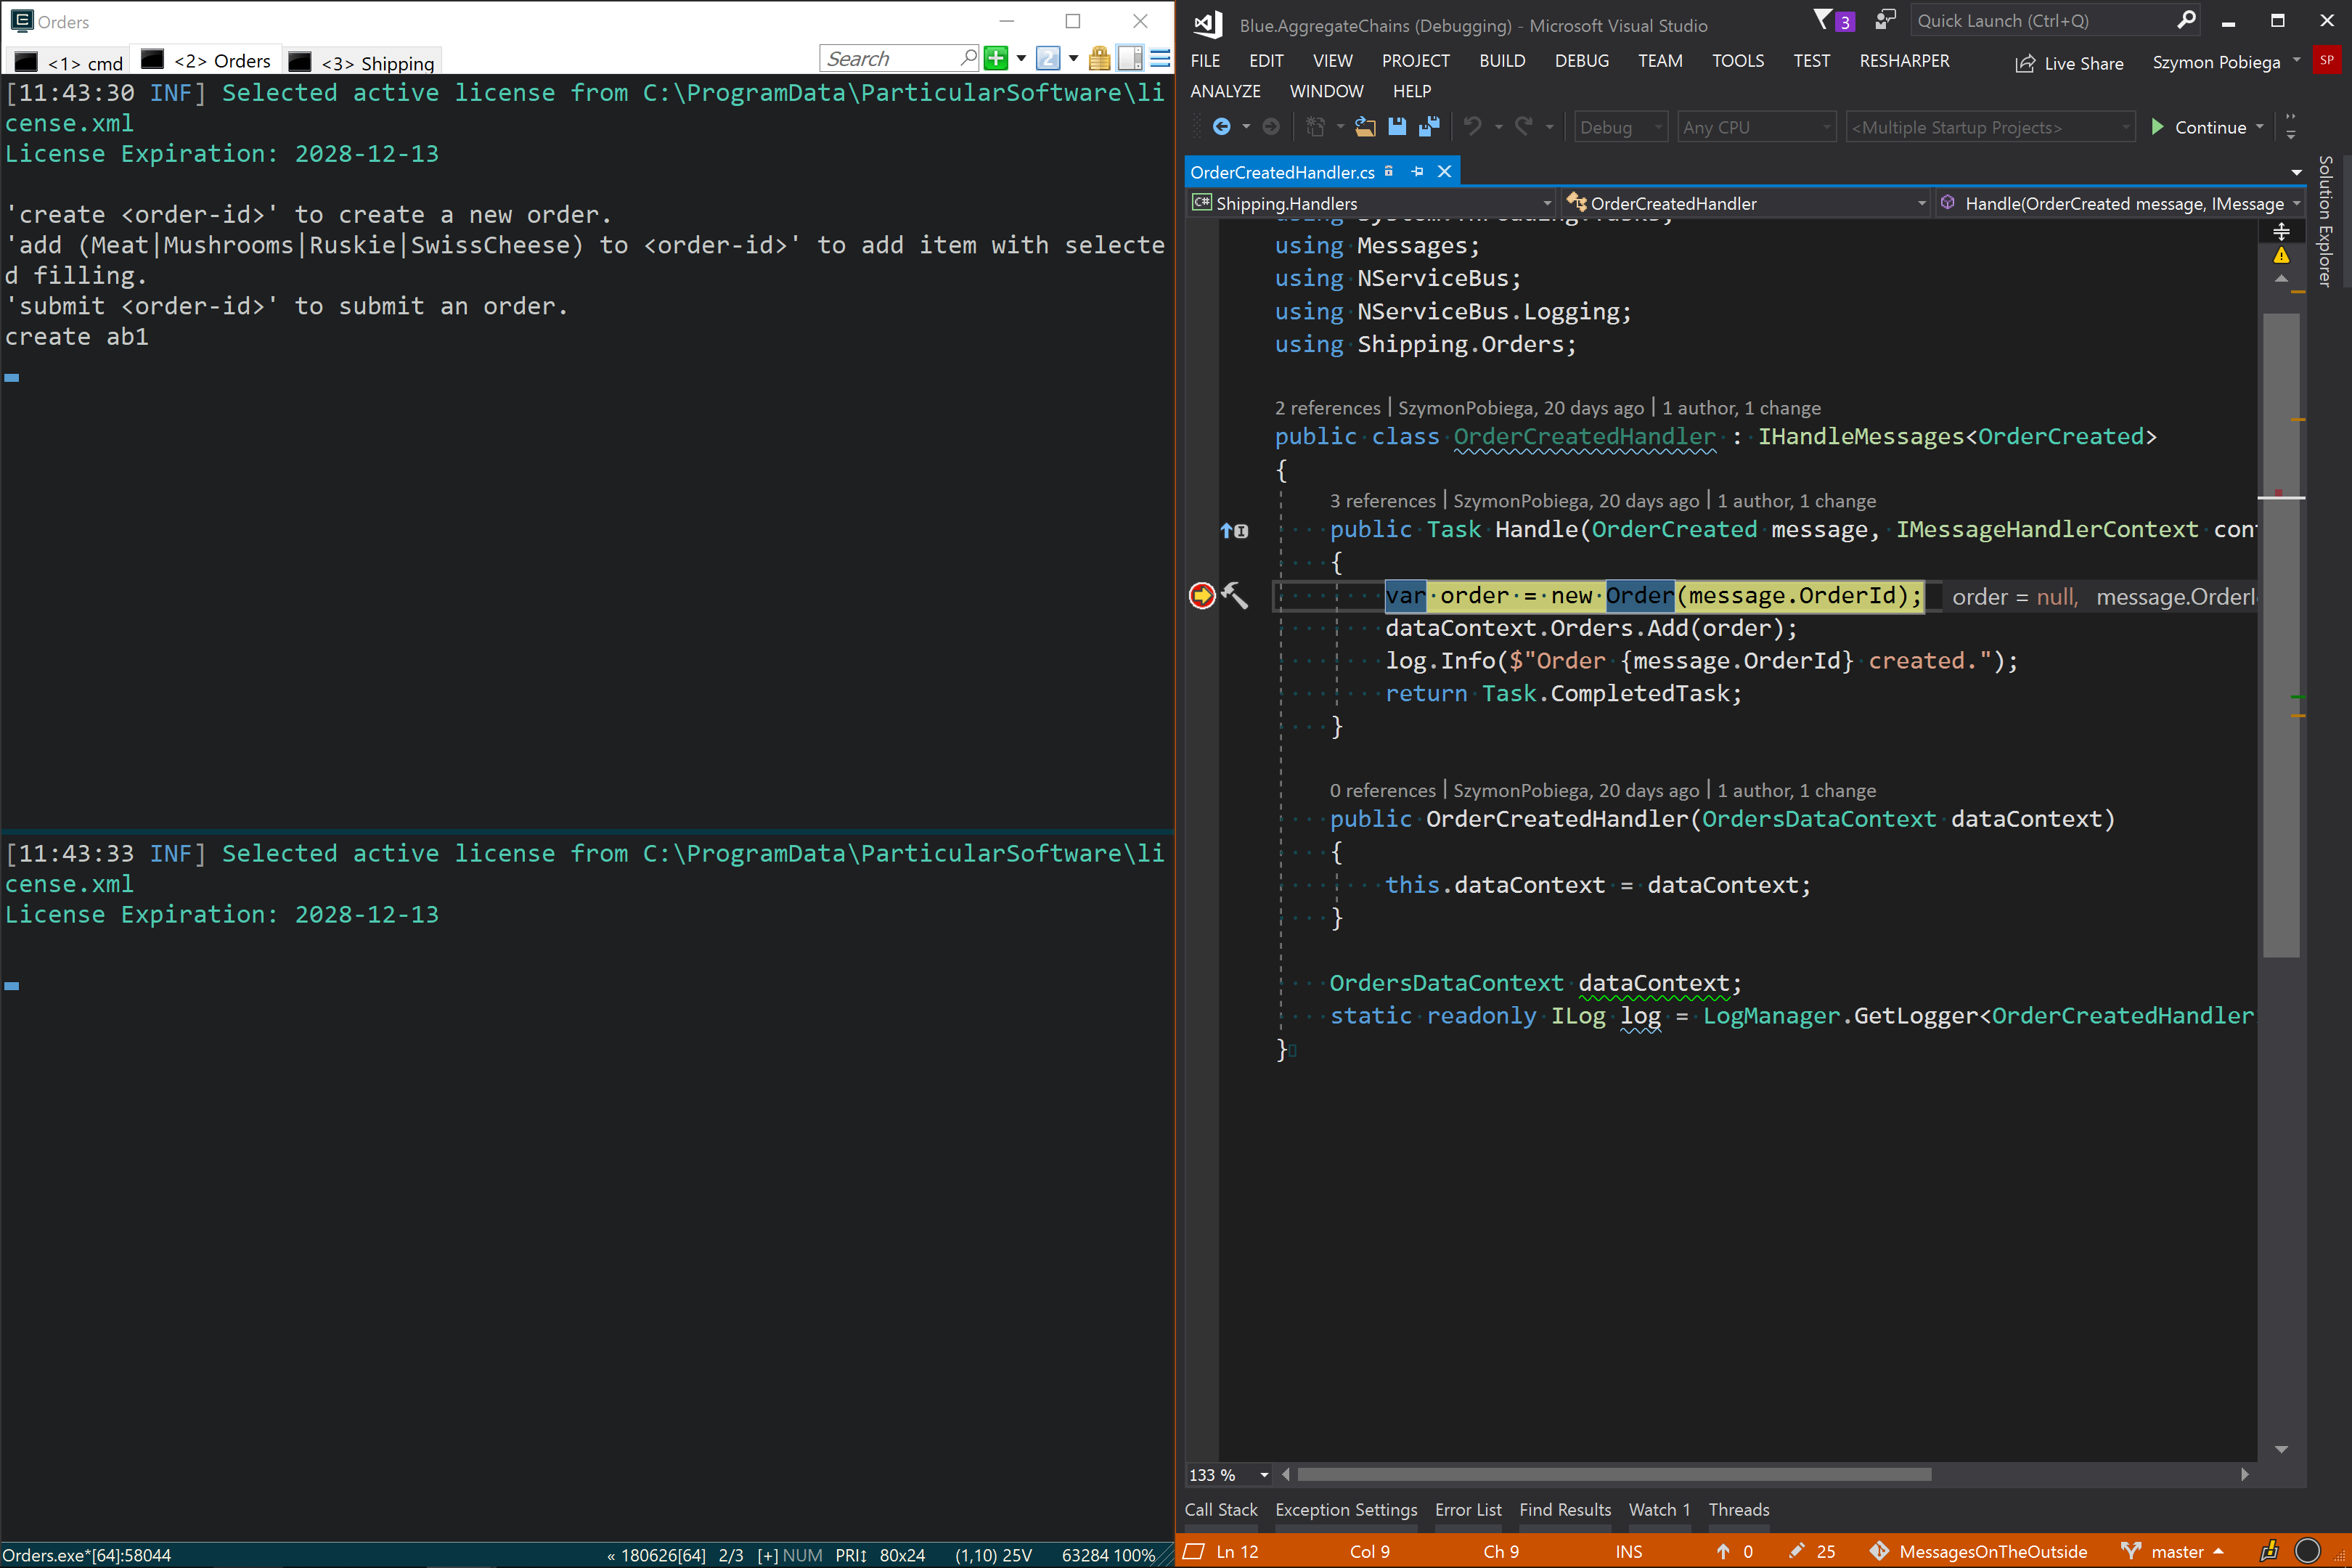 Orders
<1> cmd
<2> Orders
<3> Shipping
Search
[11:43:30 INF] Selected active license from C:\ProgramData\ParticularSoftware\li
cense.xml
License Expiration: 2028-12-13
'create <order-id>' to create a new order.
'add (Meat|Mushrooms|Ruskie|SwissCheese) to <order-id>' to add item with selecte
d filling.
'submit <order-id>' to submit an order.
create ab1
[11:43:33 INF] Selected active license from C:\ProgramData\ParticularSoftware\li
cense.xml
License Expiration: 2028-12-13
Orders.exe*[64]:58044
« 180626[64] 2/3 [+] NUM PRI↕ 80x24 (1,10) 25V 63284 100%
Blue.AggregateChains (Debugging) - Microsoft Visual Studio
3
Quick Launch (Ctrl+Q)
FILE EDIT VIEW PROJECT BUILD DEBUG TEAM TOOLS TEST RESHARPER
Live Share
Szymon Pobiega
SP
ANALYZE WINDOW HELP
Debug
Any CPU
<Multiple Startup Projects>
Continue
OrderCreatedHandler.cs
Solution Explorer
C# Shipping.Handlers
OrderCreatedHandler
Handle(OrderCreated message, IMessage
using System.Threading.Tasks;
using Messages;
using NServiceBus;
using NServiceBus.Logging;
using Shipping.Orders;
2 references | SzymonPobiega, 20 days ago | 1 author, 1 change
public class OrderCreatedHandler : IHandleMessages<OrderCreated>
{
3 references | SzymonPobiega, 20 days ago | 1 author, 1 change
public Task Handle(OrderCreated message, IMessageHandlerContext con
{
var order = new Order(message.OrderId); order = null, message.OrderI
dataContext.Orders.Add(order);
log.Info($"Order {message.OrderId} created.");
return Task.CompletedTask;
}
0 references | SzymonPobiega, 20 days ago | 1 author, 1 change
public OrderCreatedHandler(OrdersDataContext dataContext)
{
this.dataContext = dataContext;
}
OrdersDataContext dataContext;
static readonly ILog log = LogManager.GetLogger<OrderCreatedHandler
}
133 %
Call Stack Exception Settings Error List Find Results Watch 1 Threads
Ln 12 Col 9 Ch 9 INS 0 25 MessagesOnTheOutside master